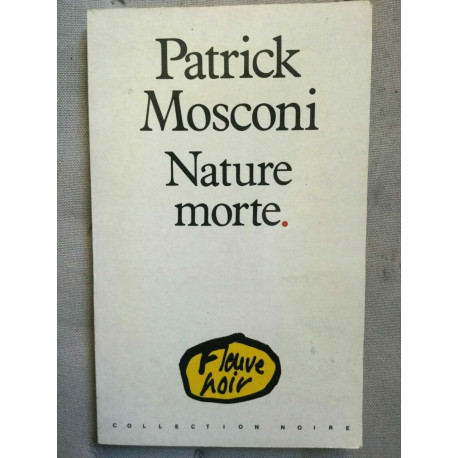 Patrick
Mosconi
Nature
morte.
Fleuve
noir
COLLECTION NOIRE